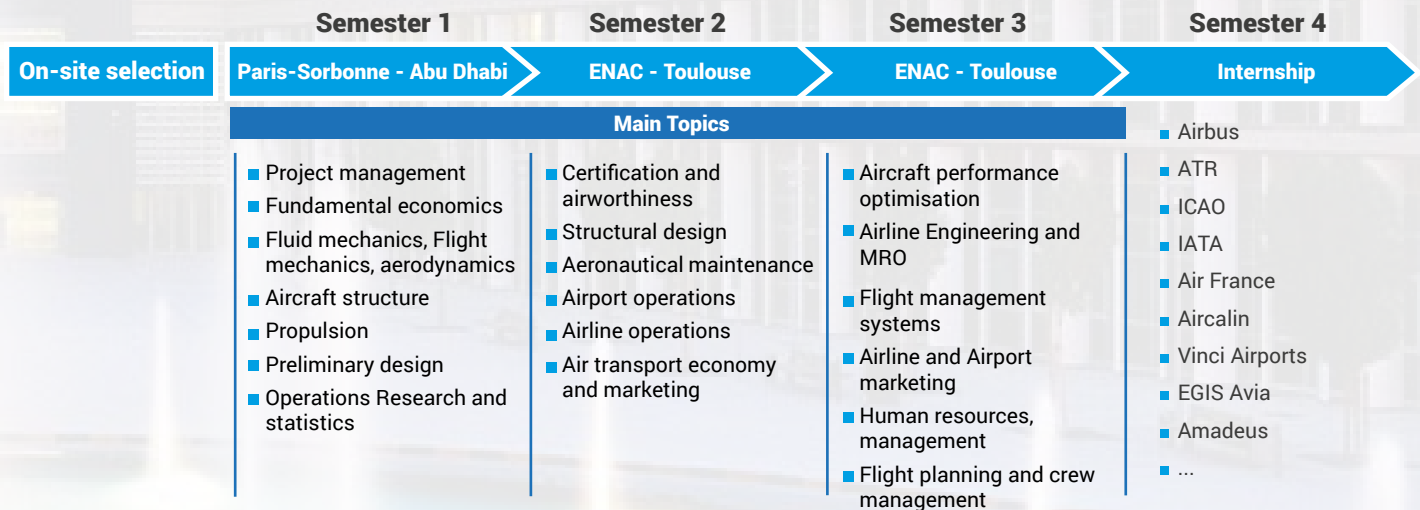 Semester 1
Semester 2
Semester 3
Semester 4
On-site selection
Paris-Sorbonne - Abu Dhabi
ENAC - Toulouse
ENAC - Toulouse
Internship
Main Topics
Project management
Fundamental economics
Fluid mechanics, Flight
mechanics, aerodynamics
Aircraft structure
Propulsion
Preliminary design
Operations Research and
statistics
Certification and
airworthiness
Structural design
Aeronautical maintenance
Airport operations
Airline operations
Air transport economy
and marketing
Aircraft performance
optimisation
Airline Engineering and
MRO
Flight management
systems
Airline and Airport
marketing
Human resources,
management
Flight planning and crew
management
Airbus
ATR
ICAO
IATA
Air France
Aircalin
Vinci Airports
EGIS Avia
Amadeus
...